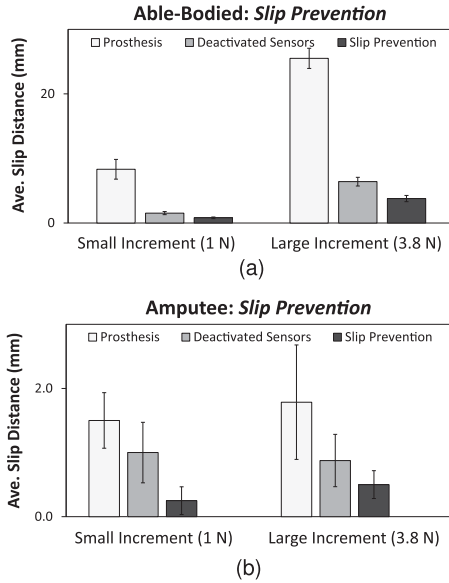 Able-Bodied: Slip Prevention
Prosthesis Deactivated Sensors Slip Prevention
Ave. Slip Distance (mm)
20
0
Small Increment (1 N) Large Increment (3.8 N)
(a)
Amputee: Slip Prevention
Prosthesis Deactivated Sensors Slip Prevention
Ave. Slip Distance (mm)
2.0
0.0
Small Increment (1 N) Large Increment (3.8 N)
(b)